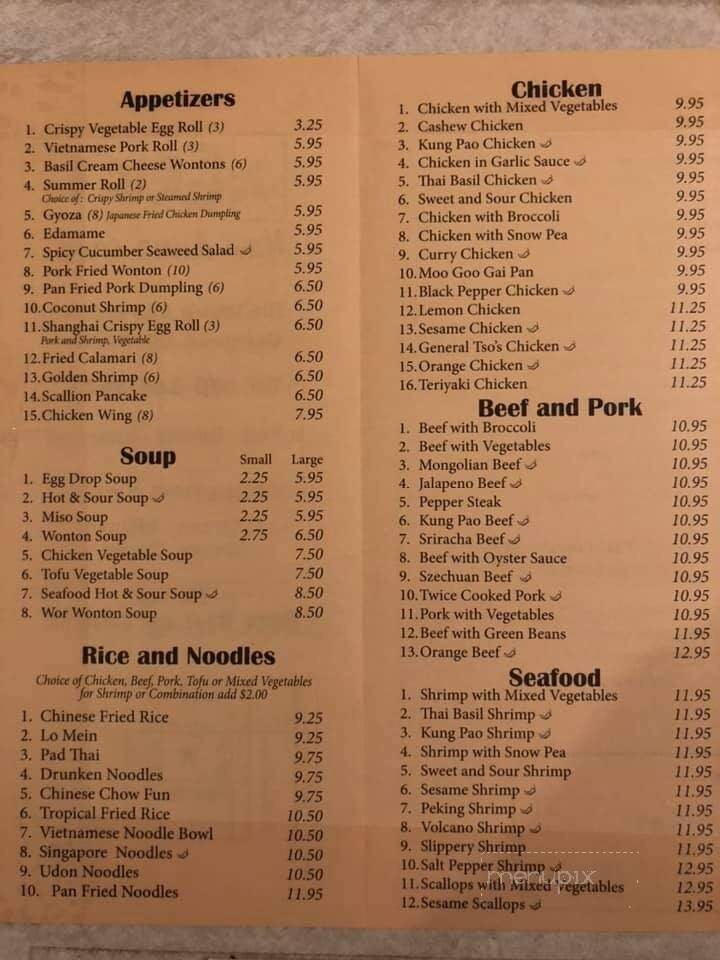 Appetizers
1. Crispy Vegetable Egg Roll (3) 3.25
2. Vietnamese Pork Roll (3) 5.95
3. Basil Cream Cheese Wontons (6) 5.95
4. Summer Roll (2) 5.95
Choice of: Crispy Shrimp or Steamed Shrimp
5. Gyoza (8) Japanese Fried Chicken Dumpling 5.95
6. Edamame 5.95
7. Spicy Cucumber Seaweed Salad 5.95
8. Pork Fried Wonton (10) 5.95
9. Pan Fried Pork Dumpling (6) 6.50
10. Coconut Shrimp (6) 6.50
11. Shanghai Crispy Egg Roll (3) 6.50
Pork and Shrimp, Vegetable
12. Fried Calamari (8) 6.50
13. Golden Shrimp (6) 6.50
14. Scallion Pancake 6.50
15. Chicken Wing (8) 7.95
Soup Small Large
1. Egg Drop Soup 2.25 5.95
2. Hot & Sour Soup 2.25 5.95
3. Miso Soup 2.25 5.95
4. Wonton Soup 2.75 6.50
5. Chicken Vegetable Soup 7.50
6. Tofu Vegetable Soup 7.50
7. Seafood Hot & Sour Soup 8.50
8. Wor Wonton Soup 8.50
Rice and Noodles
Choice of Chicken, Beef, Pork, Tofu or Mixed Vegetables
for Shrimp or Combination add $2.00
1. Chinese Fried Rice 9.25
2. Lo Mein 9.25
3. Pad Thai 9.75
4. Drunken Noodles 9.75
5. Chinese Chow Fun 9.75
6. Tropical Fried Rice 10.50
7. Vietnamese Noodle Bowl 10.50
8. Singapore Noodles 10.50
9. Udon Noodles 10.50
10. Pan Fried Noodles 11.95
Chicken
1. Chicken with Mixed Vegetables 9.95
2. Cashew Chicken 9.95
3. Kung Pao Chicken 9.95
4. Chicken in Garlic Sauce 9.95
5. Thai Basil Chicken 9.95
6. Sweet and Sour Chicken 9.95
7. Chicken with Broccoli 9.95
8. Chicken with Snow Pea 9.95
9. Curry Chicken 9.95
10. Moo Goo Gai Pan 9.95
11. Black Pepper Chicken 9.95
12. Lemon Chicken 11.25
13. Sesame Chicken 11.25
14. General Tso's Chicken 11.25
15. Orange Chicken 11.25
16. Teriyaki Chicken 11.25
Beef and Pork
1. Beef with Broccoli 10.95
2. Beef with Vegetables 10.95
3. Mongolian Beef 10.95
4. Jalapeno Beef 10.95
5. Pepper Steak 10.95
6. Kung Pao Beef 10.95
7. Sriracha Beef 10.95
8. Beef with Oyster Sauce 10.95
9. Szechuan Beef 10.95
10. Twice Cooked Pork 10.95
11. Pork with Vegetables 10.95
12. Beef with Green Beans 11.95
13. Orange Beef 12.95
Seafood
1. Shrimp with Mixed Vegetables 11.95
2. Thai Basil Shrimp 11.95
3. Kung Pao Shrimp 11.95
4. Shrimp with Snow Pea 11.95
5. Sweet and Sour Shrimp 11.95
6. Sesame Shrimp 11.95
7. Peking Shrimp 11.95
8. Volcano Shrimp 11.95
9. Slippery Shrimp 11.95
10. Salt Pepper Shrimp 12.95
menupix
11. Scallops with Mixed Vegetables 12.95
12. Sesame Scallops 13.95